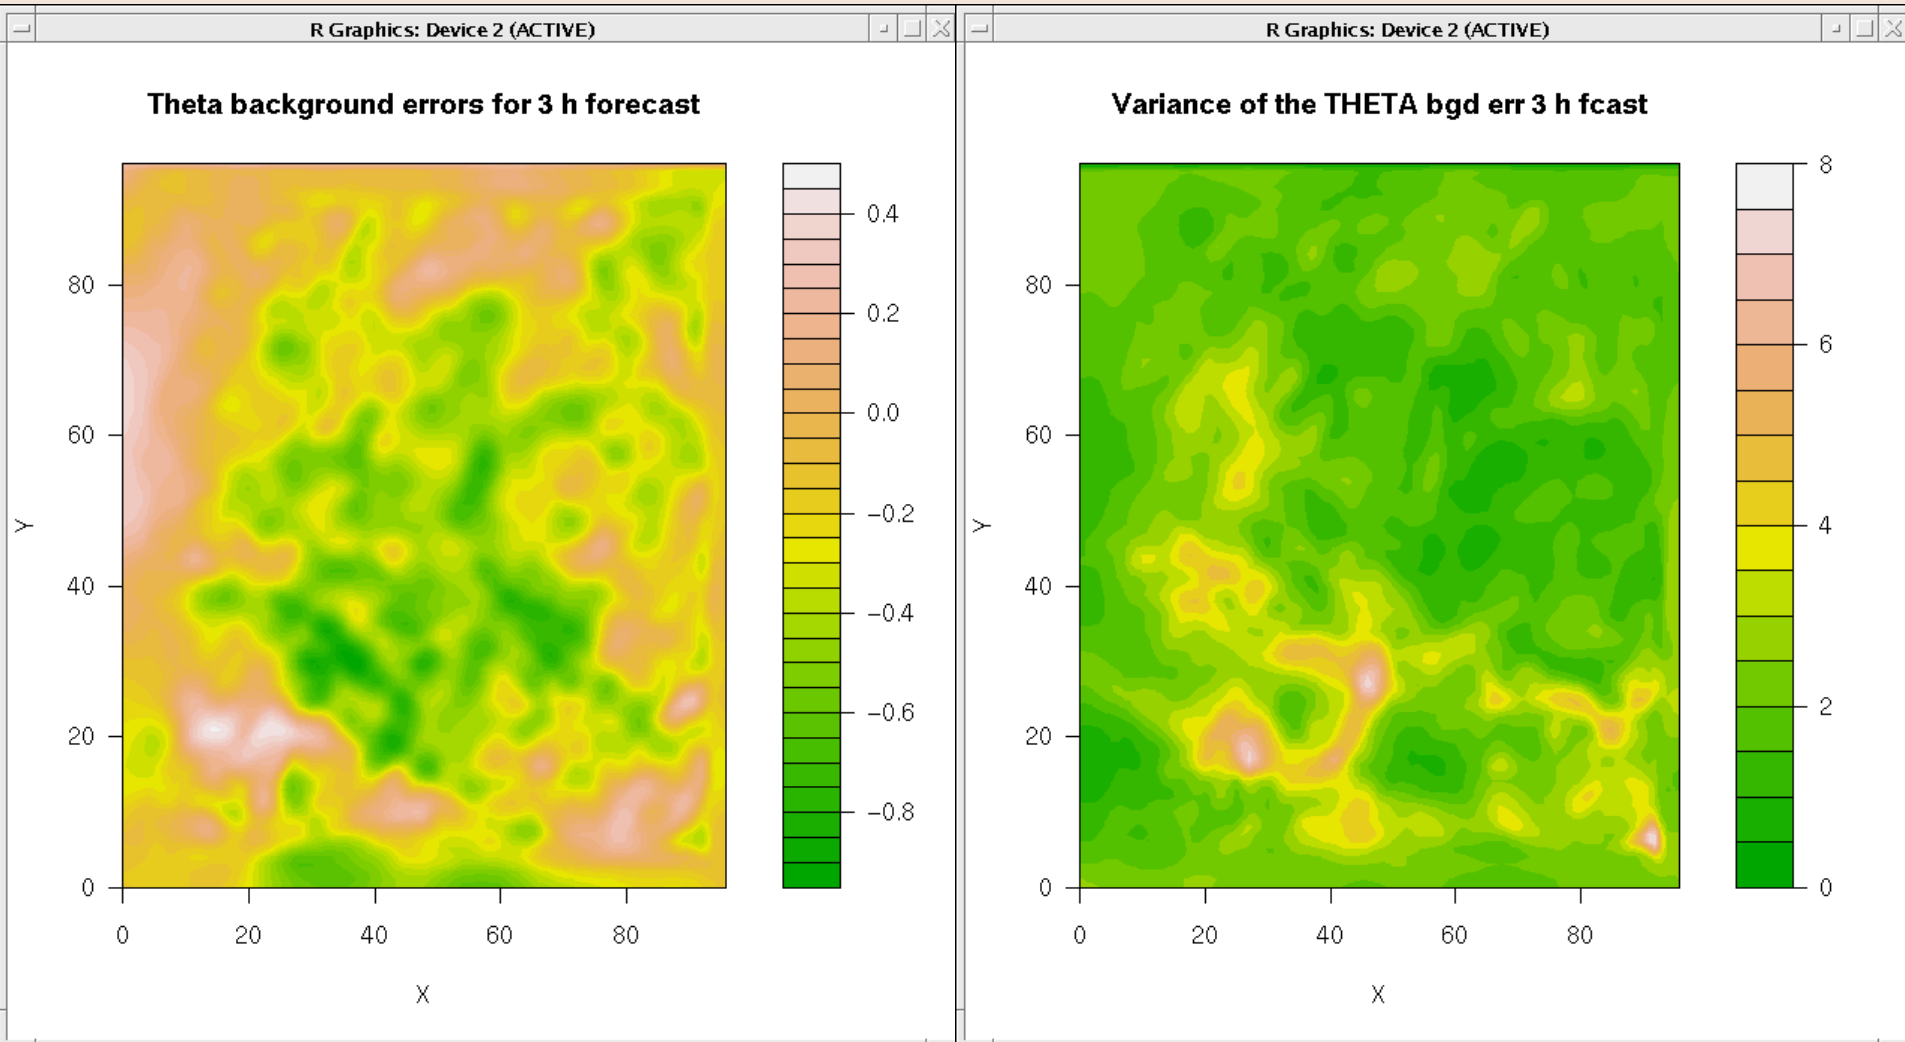 R Graphics: Device 2 (ACTIVE)
Theta background errors for 3 h forecast
0.4
0.2
0.0
−0.2
−0.4
−0.6
−0.8
80
60
40
20
0
Y
0 20 40 60 80
X
R Graphics: Device 2 (ACTIVE)
Variance of the THETA bgd err 3 h fcast
8
6
4
2
0
80
60
40
20
0
Y
0 20 40 60 80
X